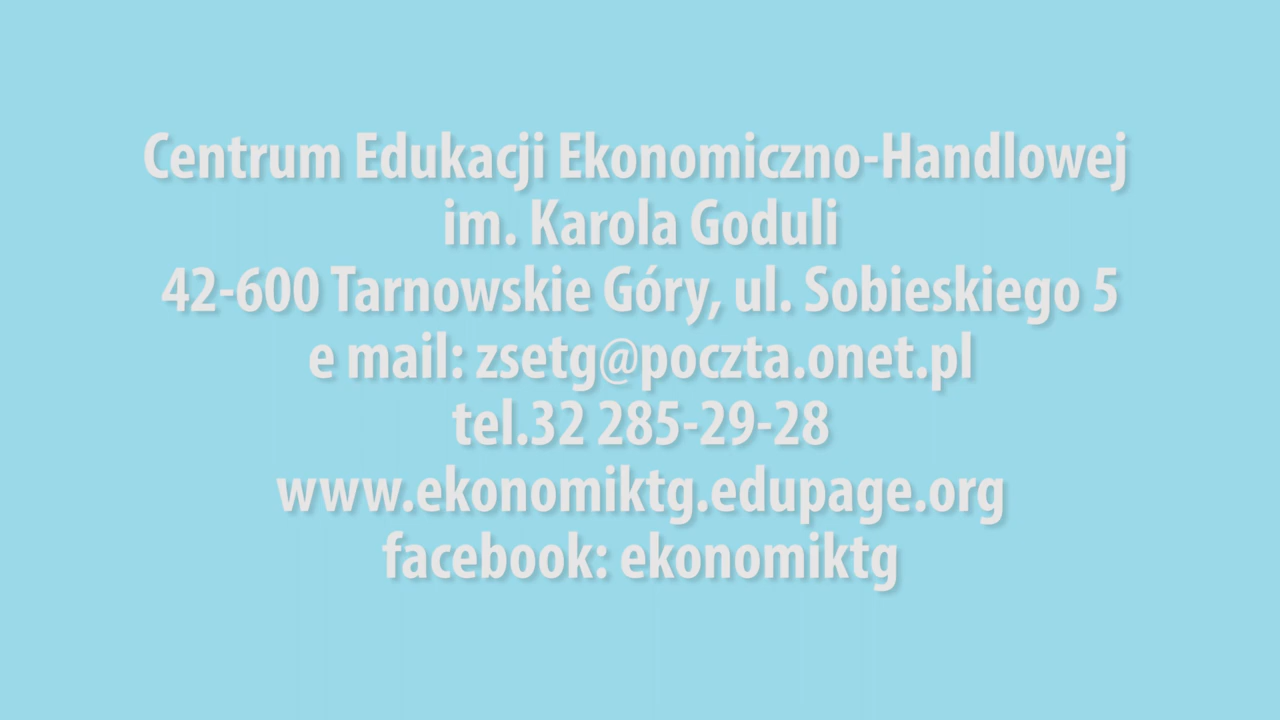 Centrum Edukacji Ekonomiczno-Handlowej
im. Karola Goduli
42-600 Tarnowskie Góry, ul. Sobieskiego 5
e mail: zsetg@poczta.onet.pl
tel.32 285-29-28
www.ekonomiktg.edupage.org
facebook: ekonomiktg